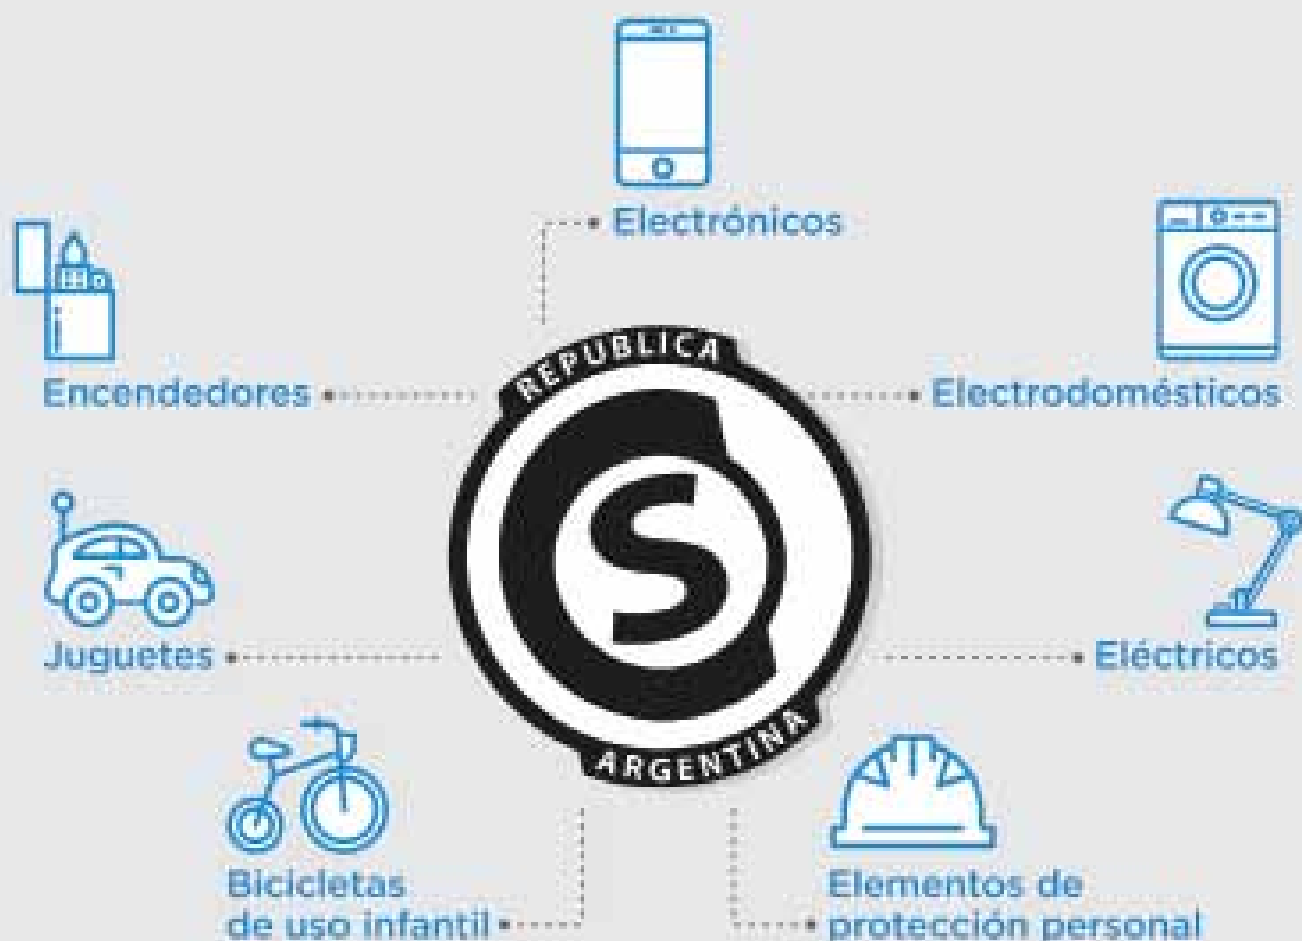 Electrónicos
Encendedores
Electrodomésticos
REPUBLICA
S
ARGENTINA
Juguetes
Eléctricos
Bicicletas
de uso infantil
Elementos de
protección personal